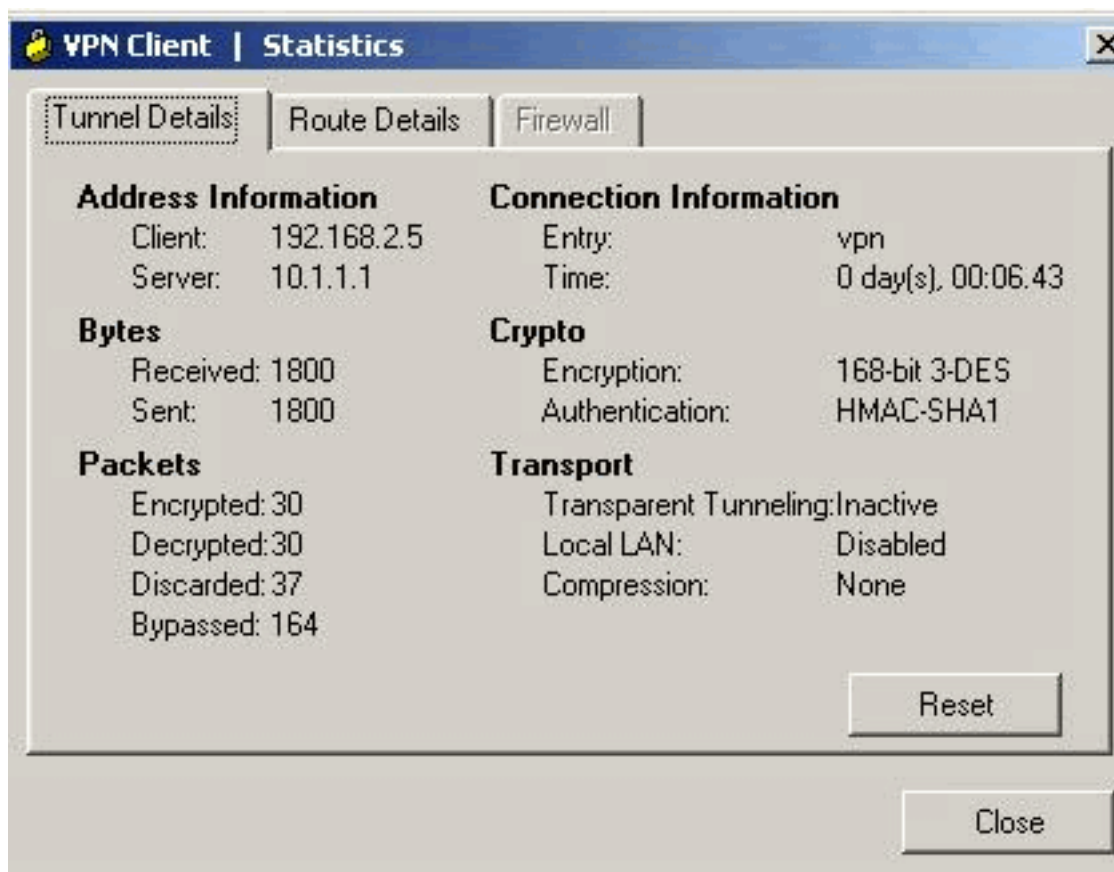 VPN Client | Statistics
Tunnel Details
Route Details
Firewall
Address Information
Client: 192.168.2.5
Server: 10.1.1.1
Bytes
Received: 1800
Sent: 1800
Packets
Encrypted: 30
Decrypted: 30
Discarded: 37
Bypassed: 164
Connection Information
Entry: vpn
Time: 0 day(s), 00:06.43
Crypto
Encryption: 168-bit 3-DES
Authentication: HMAC-SHA1
Transport
Transparent Tunneling: Inactive
Local LAN: Disabled
Compression: None
Reset
Close